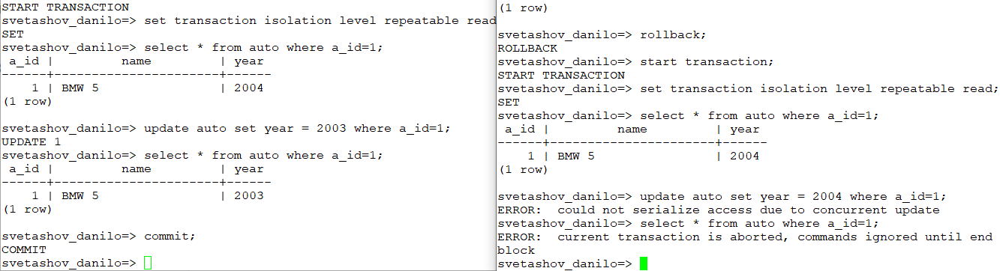 START TRANSACTION
svetashov_danilo=> set transaction isolation level repeatable read
SET
svetashov_danilo=> select * from auto where a_id=1;
 a_id |          name          | year
------+------------------------+------
    1 | BMW 5                  | 2004
(1 row)
svetashov_danilo=> update auto set year = 2003 where a_id=1;
UPDATE 1
svetashov_danilo=> select * from auto where a_id=1;
 a_id |          name          | year
------+------------------------+------
    1 | BMW 5                  | 2003
(1 row)
svetashov_danilo=> commit;
COMMIT
svetashov_danilo=>
(1 row)
svetashov_danilo=> rollback;
ROLLBACK
svetashov_danilo=> start transaction;
START TRANSACTION
svetashov_danilo=> set transaction isolation level repeatable read;
SET
svetashov_danilo=> select * from auto where a_id=1;
 a_id |          name          | year
------+------------------------+------
    1 | BMW 5                  | 2004
(1 row)
svetashov_danilo=> update auto set year = 2004 where a_id=1;
ERROR:  could not serialize access due to concurrent update
svetashov_danilo=> select * from auto where a_id=1;
ERROR:  current transaction is aborted, commands ignored until end
block
svetashov_danilo=>